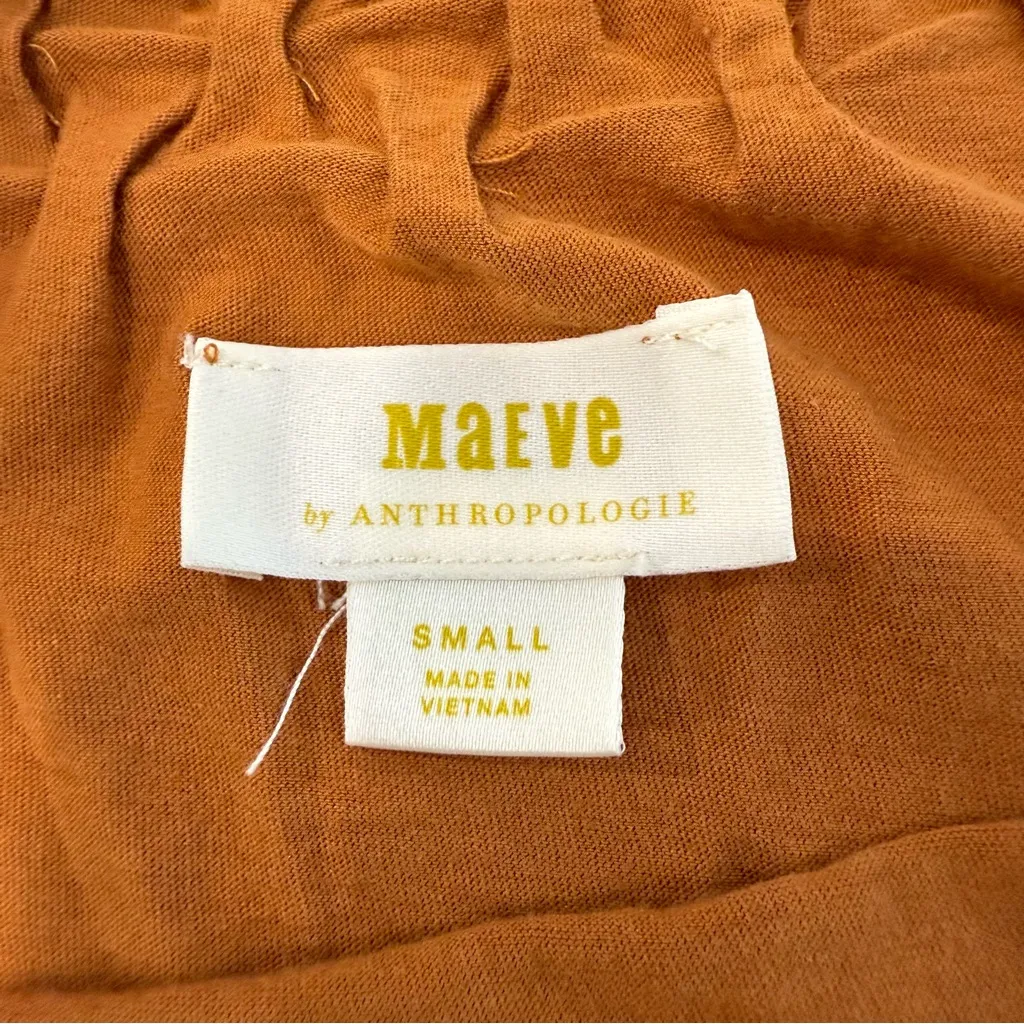 MaEVe
by ANTHROPOLOGIE
SMALL
MADE IN
VIETNAM